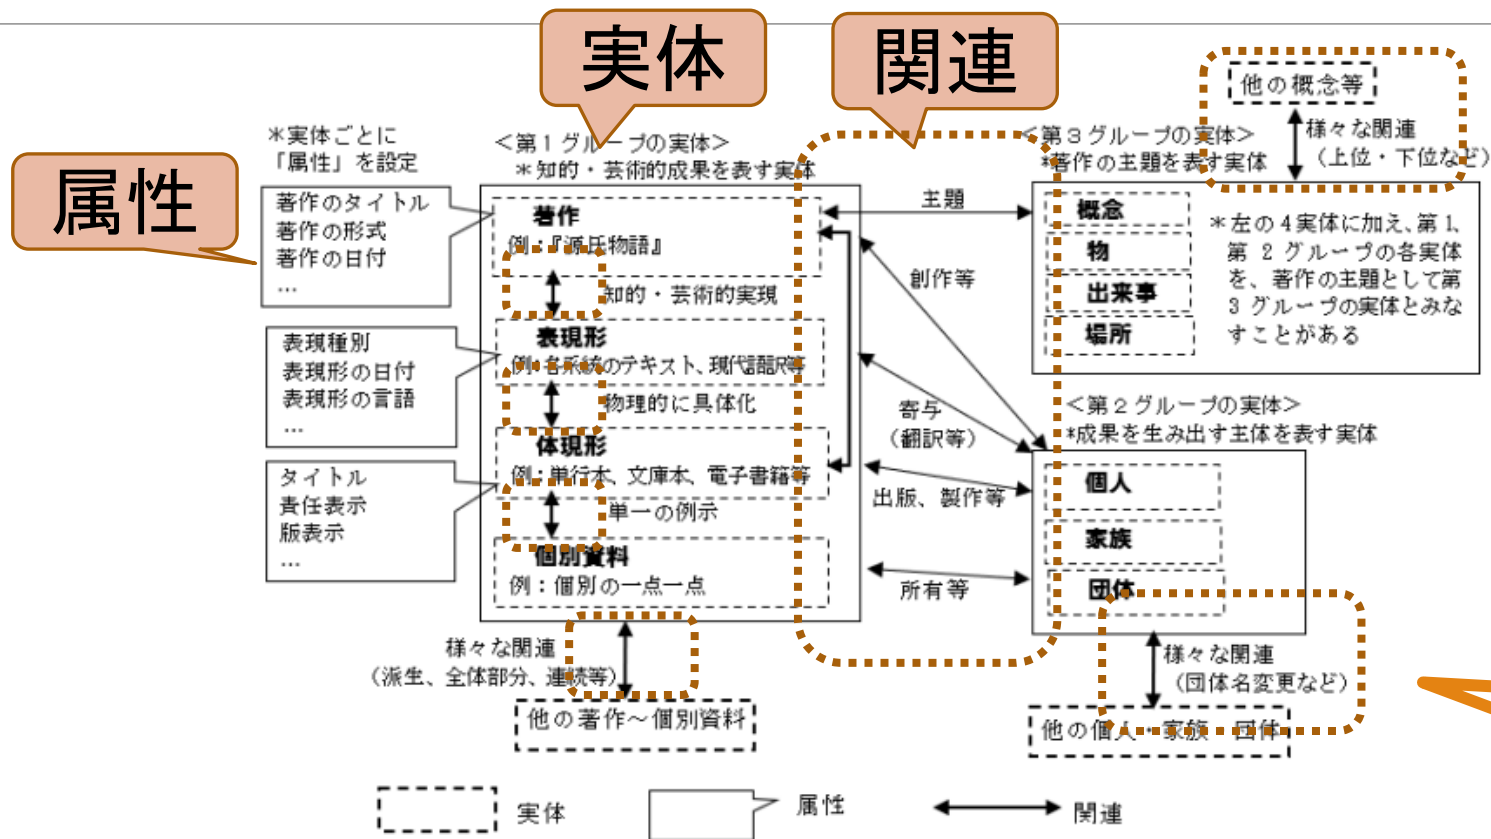 実体
関連
属性
＊実体ごとに
「属性」を設定
著作のタイトル
著作の形式
著作の日付
…
表現種別
表現形の日付
表現形の言語
…
タイトル
責任表示
版表示
…
＜第１グループの実体＞
＊知的・芸術的成果を表す実体
著作
例：『源氏物語』
知的・芸術的実現
表現形
例：各系統のテキスト、現代語訳等
物理的に具体化
体現形
例：単行本、文庫本、電子書籍等
単一の例示
個別資料
例：個別の一点一点
様々な関連
（派生、全体部分、連続等）
他の著作～個別資料
主題
創作等
寄与
（翻訳等）
出版、製作等
所有等
他の概念等
様々な関連
（上位・下位など）
＜第３グループの実体＞
*著作の主題を表す実体
概念
物
出来事
場所
＊左の４実体に加え、第１、
第２グループの各実体
を、著作の主題として第
３グループの実体とみな
すことがある
＜第２グループの実体＞
*成果を生み出す主体を表す実体
個人
家族
団体
様々な関連
（団体名変更など）
他の個人・家族・団体
実体
属性
関連